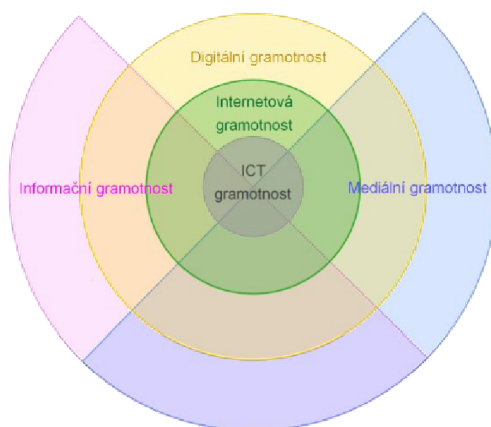 Digitální gramotnost
Internetová
gramotnost
ICT
gramotnost
Informační gramotnost
Mediální gramotnost